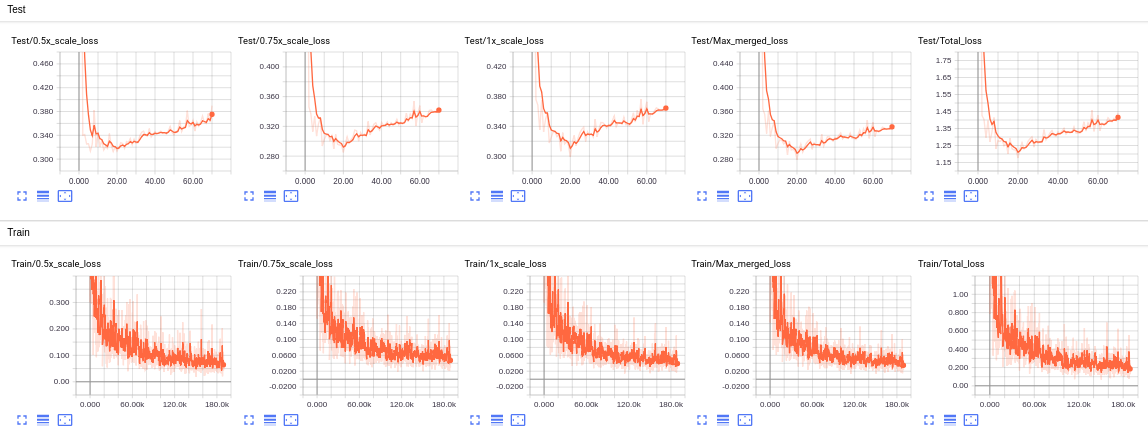 Test
Test/0.5x_scale_loss
Test/0.75x_scale_loss
Test/1x_scale_loss
Test/Max_merged_loss
Test/Total_loss
0.460
0.420
0.380
0.340
0.300
0.000 20.00 40.00 60.00
0.400
0.360
0.320
0.280
0.000 20.00 40.00 60.00
0.420
0.380
0.340
0.300
0.000 20.00 40.00 60.00
0.440
0.400
0.360
0.320
0.280
0.000 20.00 40.00 60.00
1.75
1.65
1.55
1.45
1.35
1.25
1.15
0.000 20.00 40.00 60.00
Train
Train/0.5x_scale_loss
Train/0.75x_scale_loss
Train/1x_scale_loss
Train/Max_merged_loss
Train/Total_loss
0.300
0.200
0.100
0.00
0.000 60.00k 120.0k 180.0k
0.220
0.180
0.140
0.100
0.0600
0.0200
-0.0200
0.000 60.00k 120.0k 180.0k
0.220
0.180
0.140
0.100
0.0600
0.0200
-0.0200
0.000 60.00k 120.0k 180.0k
0.220
0.180
0.140
0.100
0.0600
0.0200
-0.0200
0.000 60.00k 120.0k 180.0k
1.00
0.800
0.600
0.400
0.200
0.00
0.000 60.00k 120.0k 180.0k